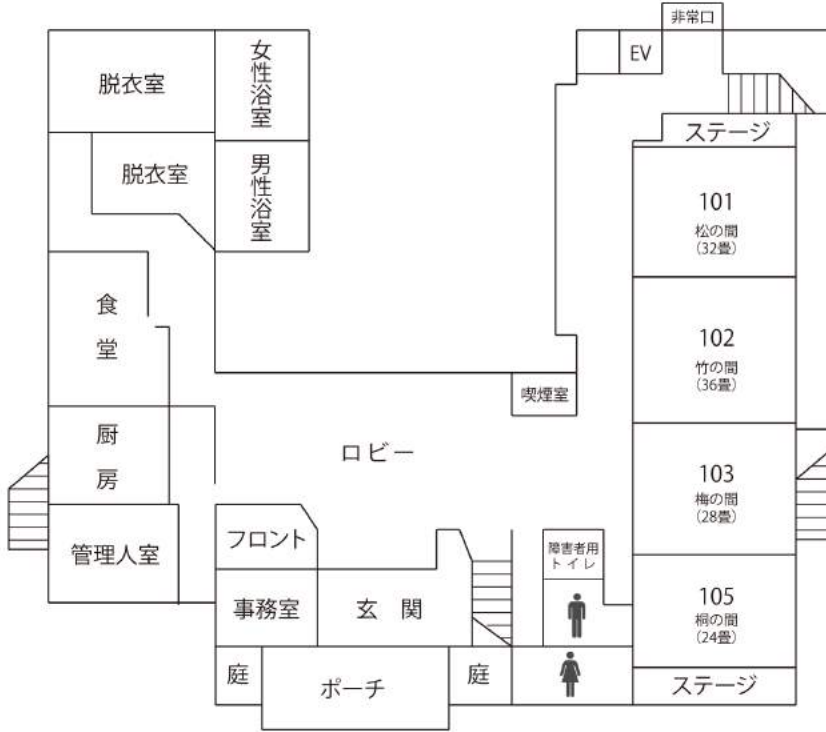 非常口
EV
脱衣室
女性浴室
ステージ
脱衣室
男性浴室
101
松の間
(32畳)
食堂
102
竹の間
(36畳)
喫煙室
厨房
ロビー
103
梅の間
(28畳)
管理人室
フロント
障害者用
トイレ
事務室
玄関
105
桐の間
(24畳)
庭
ポーチ
庭
ステージ